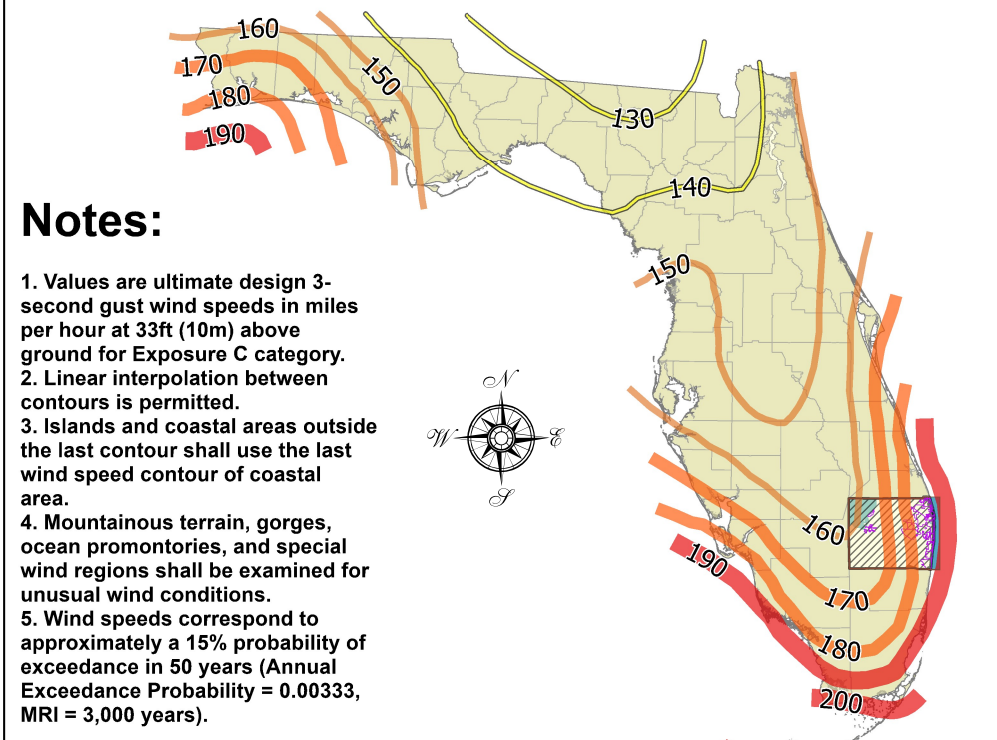 160
170
180
190
150
130
140
150
Notes:
1. Values are ultimate design 3-
second gust wind speeds in miles
per hour at 33ft (10m) above
ground for Exposure C category.
2. Linear interpolation between
contours is permitted.
3. Islands and coastal areas outside
the last contour shall use the last
wind speed contour of coastal
area.
4. Mountainous terrain, gorges,
ocean promontories, and special
wind regions shall be examined for
unusual wind conditions.
5. Wind speeds correspond to
approximately a 15% probability of
exceedance in 50 years (Annual
Exceedance Probability = 0.00333,
MRI = 3,000 years).
N
W
E
S
160
190
170
180
200